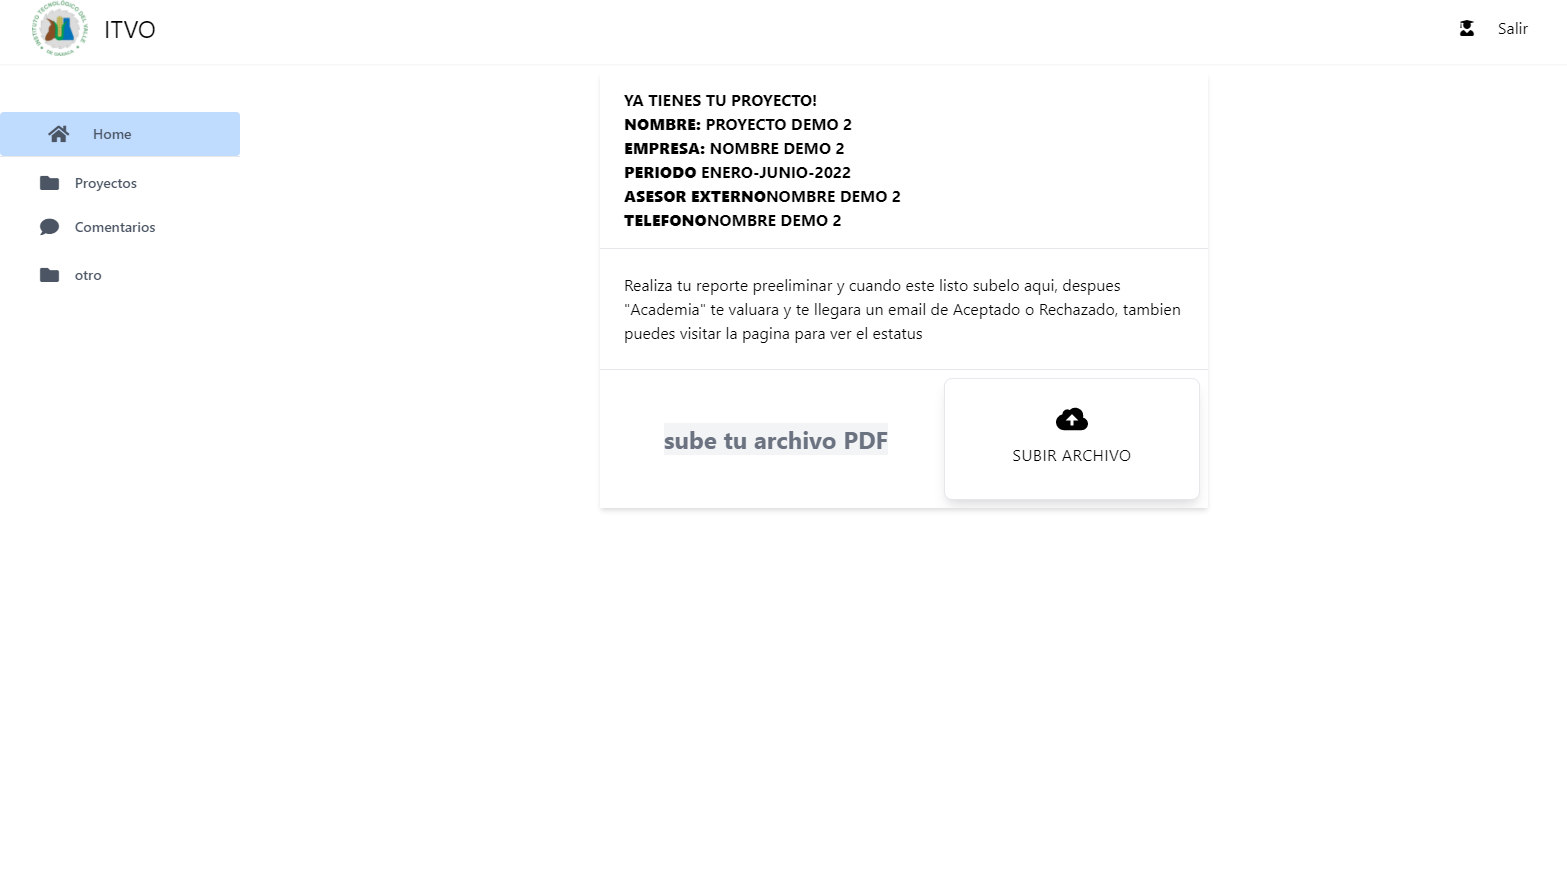 INSTITUTO TECNOLÓGICO DEL VALLE
DE OAXACA
ITVO
Salir
Home
Proyectos
Comentarios
otro
YA TIENES TU PROYECTO!
NOMBRE: PROYECTO DEMO 2
EMPRESA: NOMBRE DEMO 2
PERIODO ENERO-JUNIO-2022
ASESOR EXTERNONOMBRE DEMO 2
TELEFONONOMBRE DEMO 2
Realiza tu reporte preeliminar y cuando este listo subelo aqui, despues
"Academia" te valuara y te llegara un email de Aceptado o Rechazado, tambien
puedes visitar la pagina para ver el estatus
sube tu archivo PDF
SUBIR ARCHIVO